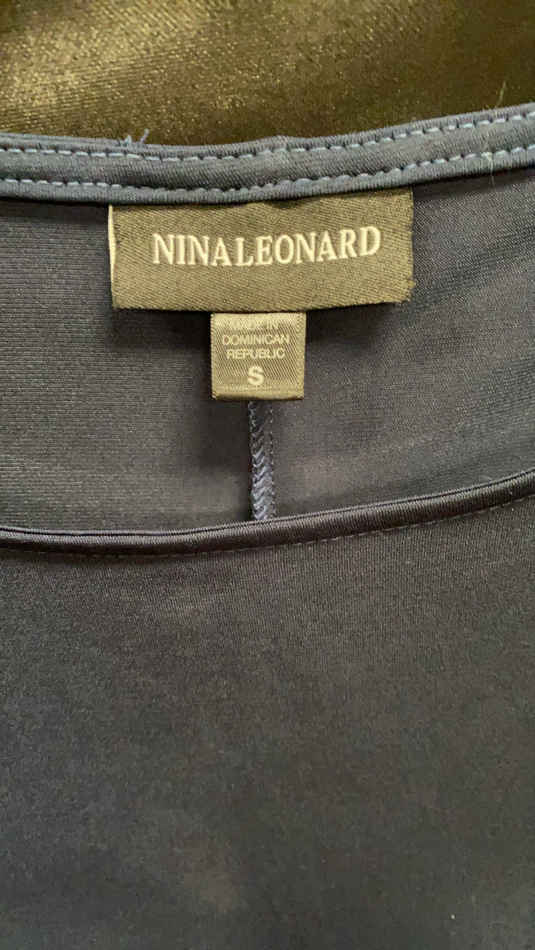 NINALEONARD
MADE IN
DOMINICAN
REPUBLIC
S